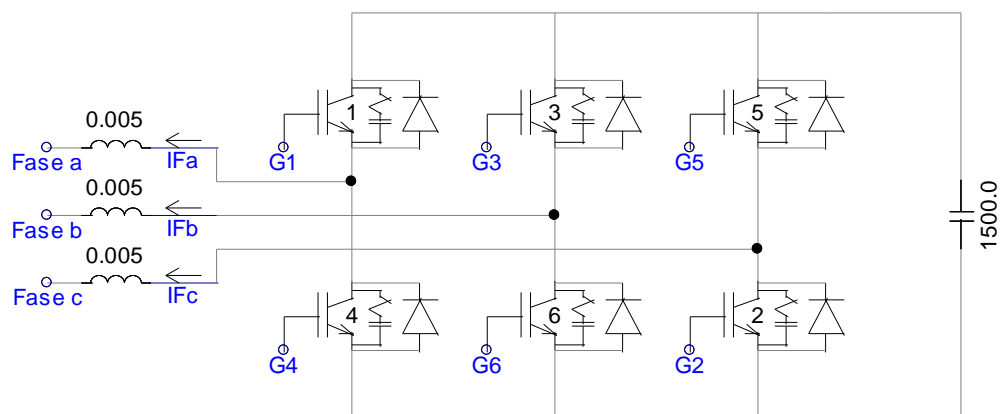 1
3
5
0.005
Fase a
IFa
G1
G3
G5
0.005
Fase b
IFb
1500.0
0.005
Fase c
IFc
4
6
2
G4
G6
G2